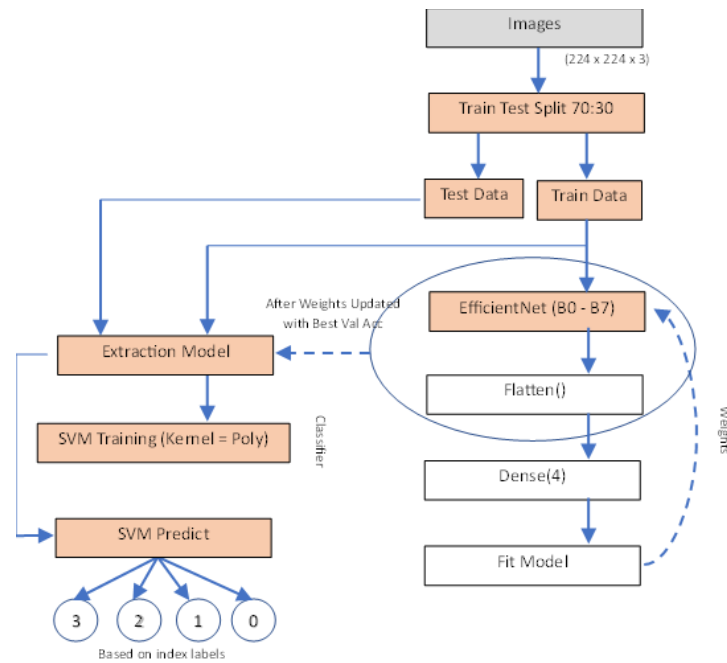 Images
(224 x 224 x 3)
Train Test Split 70:30
Test Data
Train Data
After Weights Updated
with Best Val Acc
EfficientNet (B0 - B7)
Extraction Model
Flatten()
Classifier
Weights
SVM Training (Kernel = Poly)
Dense(4)
SVM Predict
Fit Model
3
2
1
0
Based on index labels